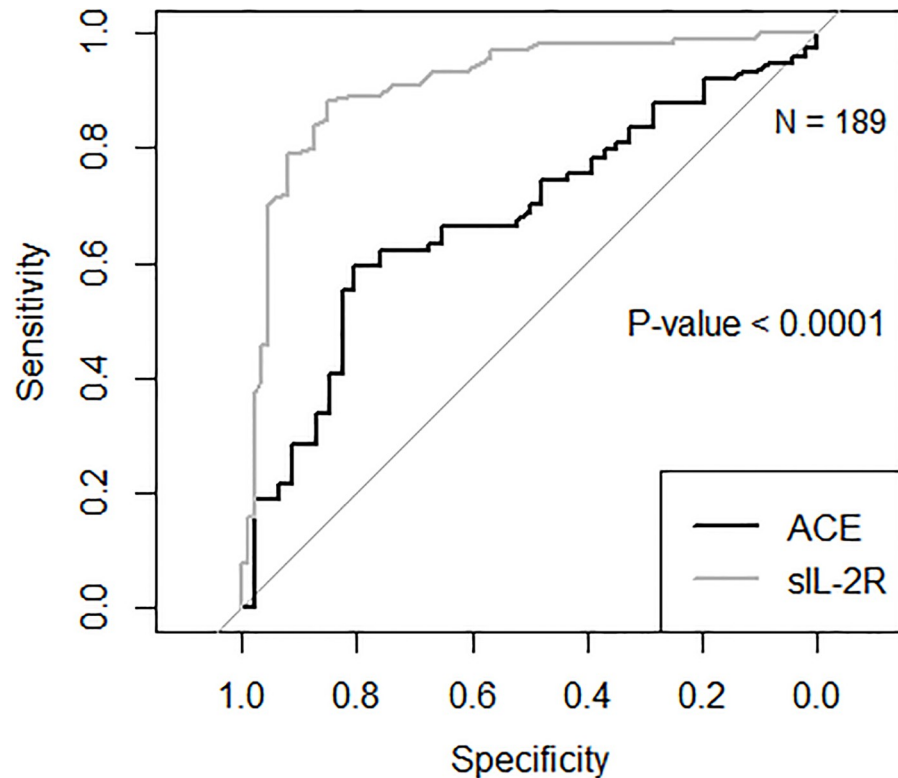 Sensitivity
1.0
0.8
0.6
0.4
0.2
0.0
N = 189
P-value < 0.0001
ACE
sIL-2R
1.0 0.8 0.6 0.4 0.2 0.0
Specificity